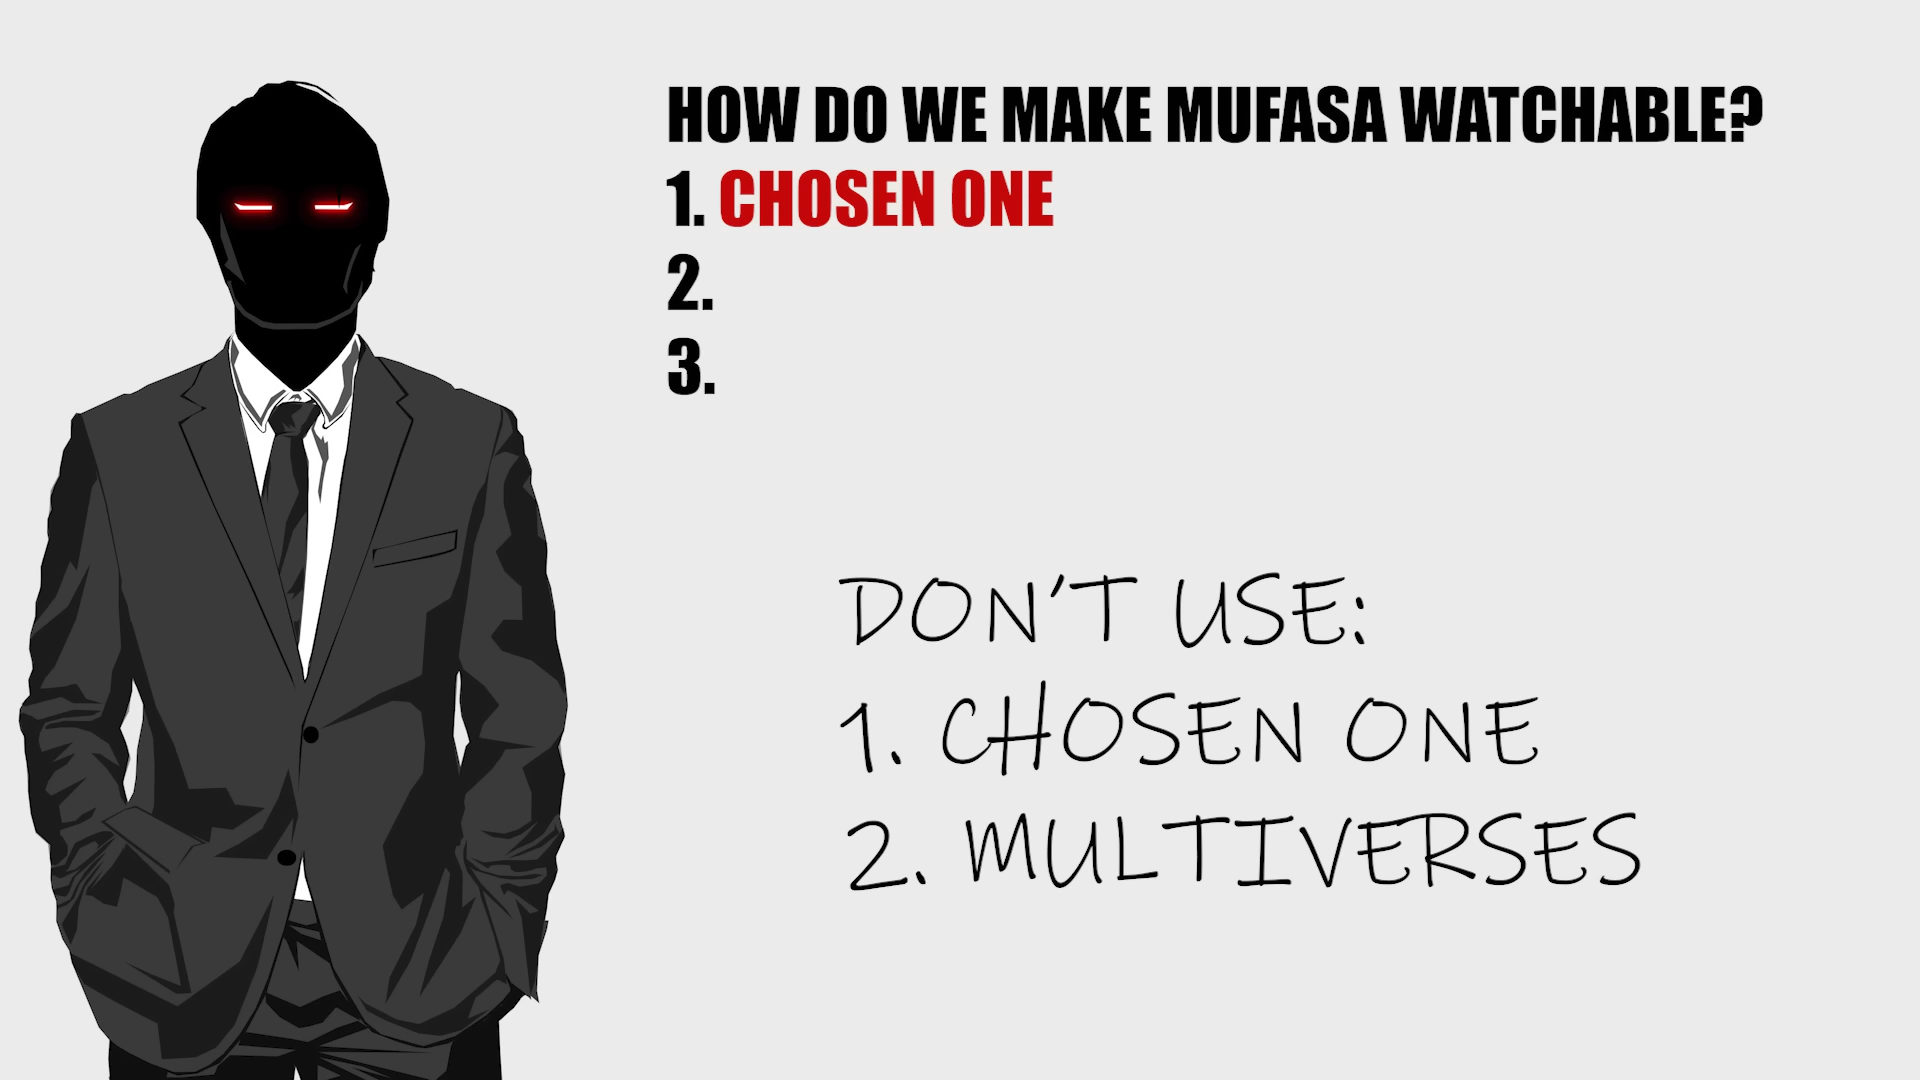 HOW DO WE MAKE MUFASA WATCHABLE?
1. CHOSEN ONE
2.
3.
DON'T USE:
1. CHOSEN ONE
2. MULTIVERSES